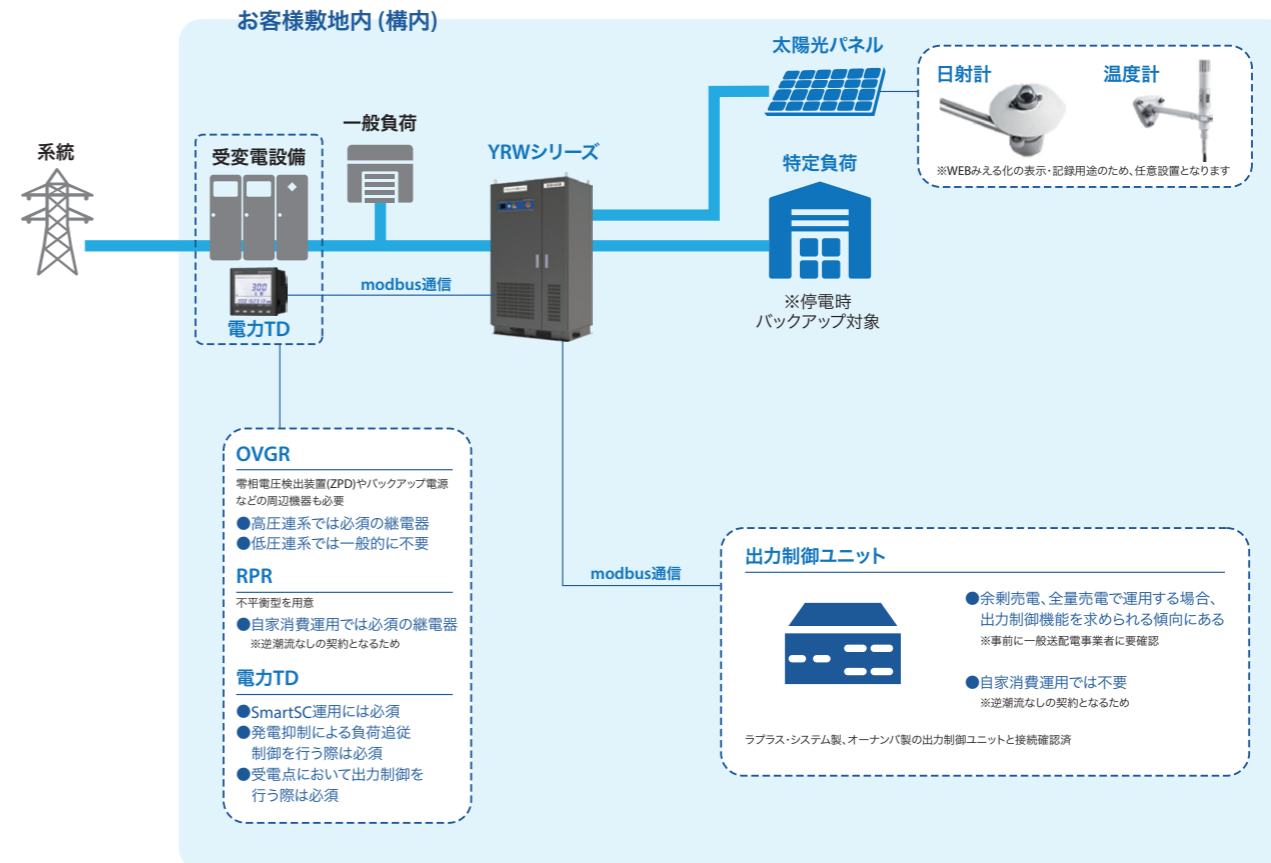 お客様敷地内 (構内)
太陽光パネル
日射計
温度計
※WEBみえる化の表示・記録用途のため、任意設置となります
系統
受変電設備
一般負荷
YRWシリーズ
特定負荷
※停電時
バックアップ対象
modbus通信
電力TD
OVGR
零相電圧検出装置(ZPD)やバックアップ電源
などの周辺機器も必要
●高圧連系では必須の継電器
●低圧連系では一般的に不要
RPR
不平衡型を用意
●自家消費運用では必須の継電器
※逆潮流なしの契約となるため
電力TD
●SmartSC運用には必須
●発電抑制による負荷追従
制御を行う際は必須
●受電点において出力制御を
行う際は必須
modbus通信
出力制御ユニット
●余剰売電、全量売電で運用する場合、
出力制御機能を求められる傾向にある
※事前に一般送配電事業者に要確認
●自家消費運用では不要
※逆潮流なしの契約となるため
ラプラス・システム製、オーナンバ製の出力制御ユニットと接続確認済